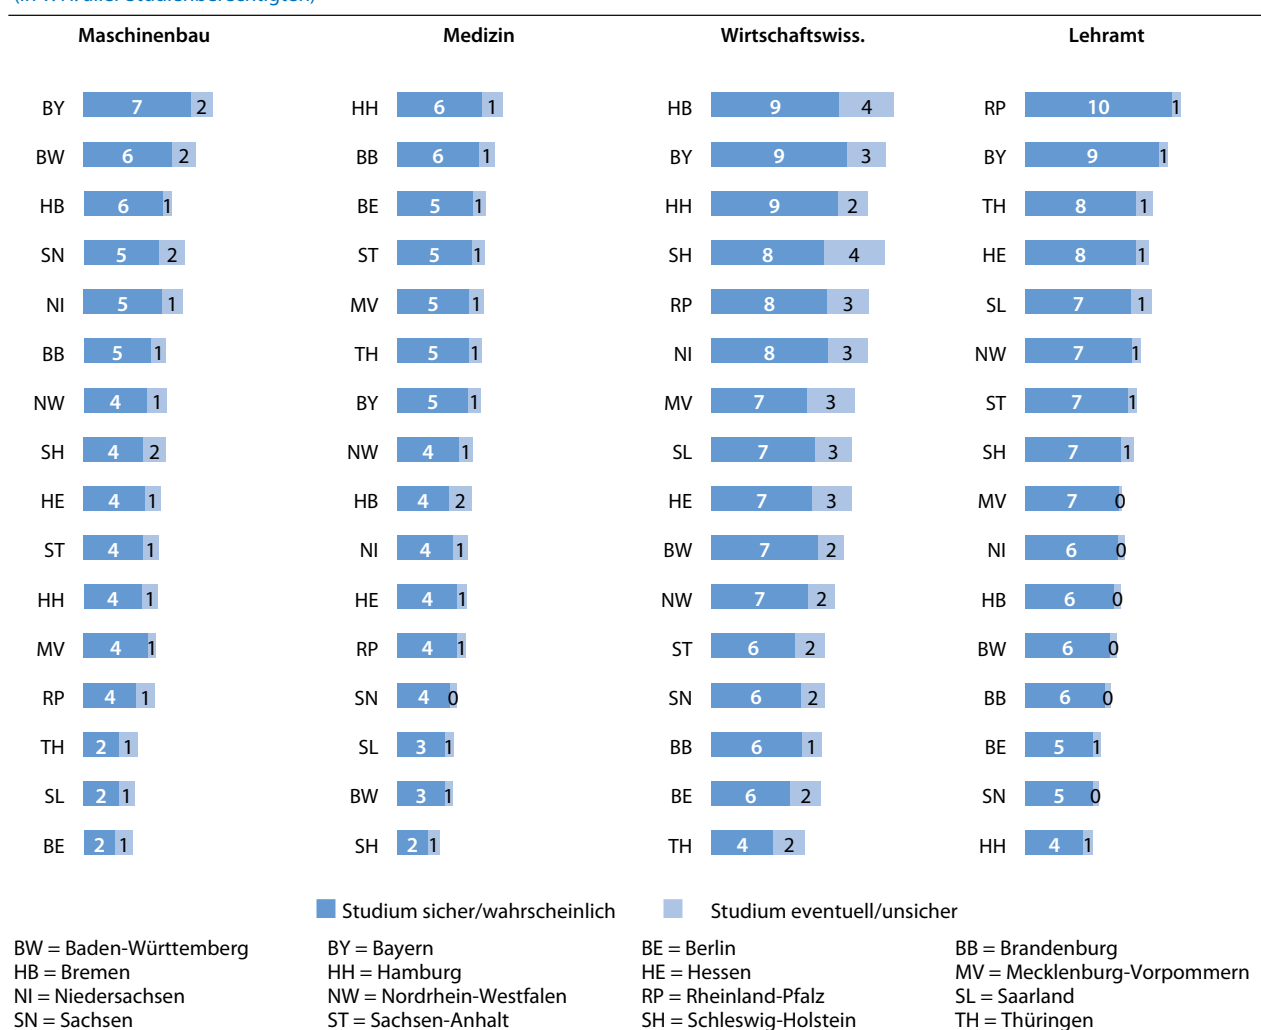 (in v. H. aller Studienberechtigten)
Maschinenbau Medizin Wirtschaftswiss. Lehramt
BY 7 2 HH 6 1 HB 9 4 RP 10 1
BW 6 2 BB 6 1 BY 9 3 BY 9 1
HB 6 1 BE 5 1 HH 9 2 TH 8 1
SN 5 2 ST 5 1 SH 8 4 HE 8 1
NI 5 1 MV 5 1 RP 8 3 SL 7 1
BB 5 1 TH 5 1 NI 8 3 NW 7 1
NW 4 1 BY 5 1 MV 7 3 ST 7 1
SH 4 2 NW 4 1 SL 7 3 SH 7 1
HE 4 1 HB 4 2 HE 7 3 MV 7 0
ST 4 1 NI 4 1 BW 7 2 NI 6 0
HH 4 1 HE 4 1 NW 7 2 HB 6 0
MV 4 1 RP 4 1 ST 6 2 BW 6 0
RP 4 1 SN 4 0 SN 6 2 BB 6 0
TH 2 1 SL 3 1 BB 6 1 BE 5 1
SL 2 1 BW 3 1 BE 6 2 SN 5 0
BE 2 1 SH 2 1 TH 4 2 HH 4 1
Studium sicher/wahrscheinlich Studium eventuell/unsicher
BW = Baden-Württemberg BY = Bayern BE = Berlin BB = Brandenburg
HB = Bremen HH = Hamburg HE = Hessen MV = Mecklenburg-Vorpommern
NI = Niedersachsen NW = Nordrhein-Westfalen RP = Rheinland-Pfalz SL = Saarland
SN = Sachsen ST = Sachsen-Anhalt SH = Schleswig-Holstein TH = Thüringen